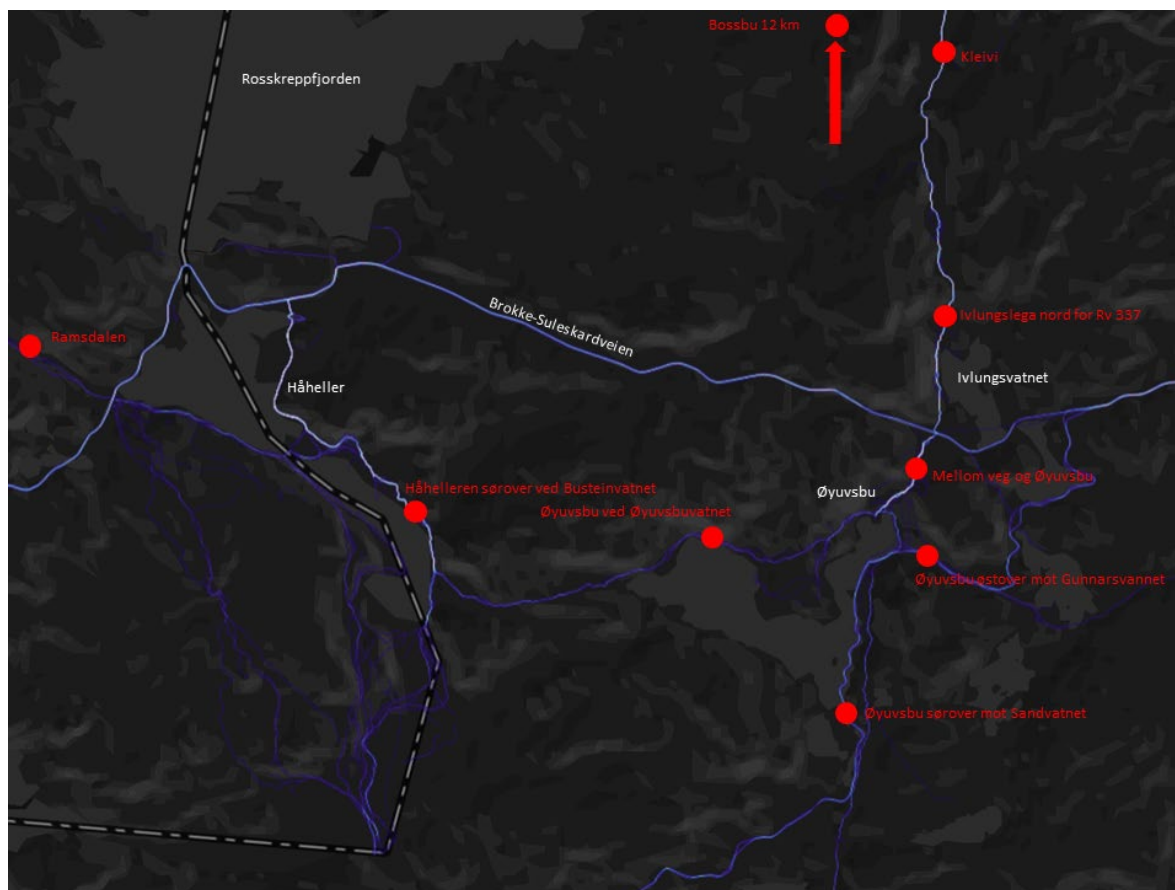 Bossbu 12 km
Kleivi
Rosskreppfjorden
Ivlungslega nord for Rv 337
Brokke-Suleskardveien
Ramsdalen
Ivlungsvatnet
Håheller
Mellom veg og Øyuvsbu
Håhelleren sørover ved Busteinvatnet
Øyuvsbu
Øyuvsbu ved Øyuvsbuvatnet
Øyuvsbu østover mot Gunnarsvannet
Øyuvsbu sørover mot Sandvatnet